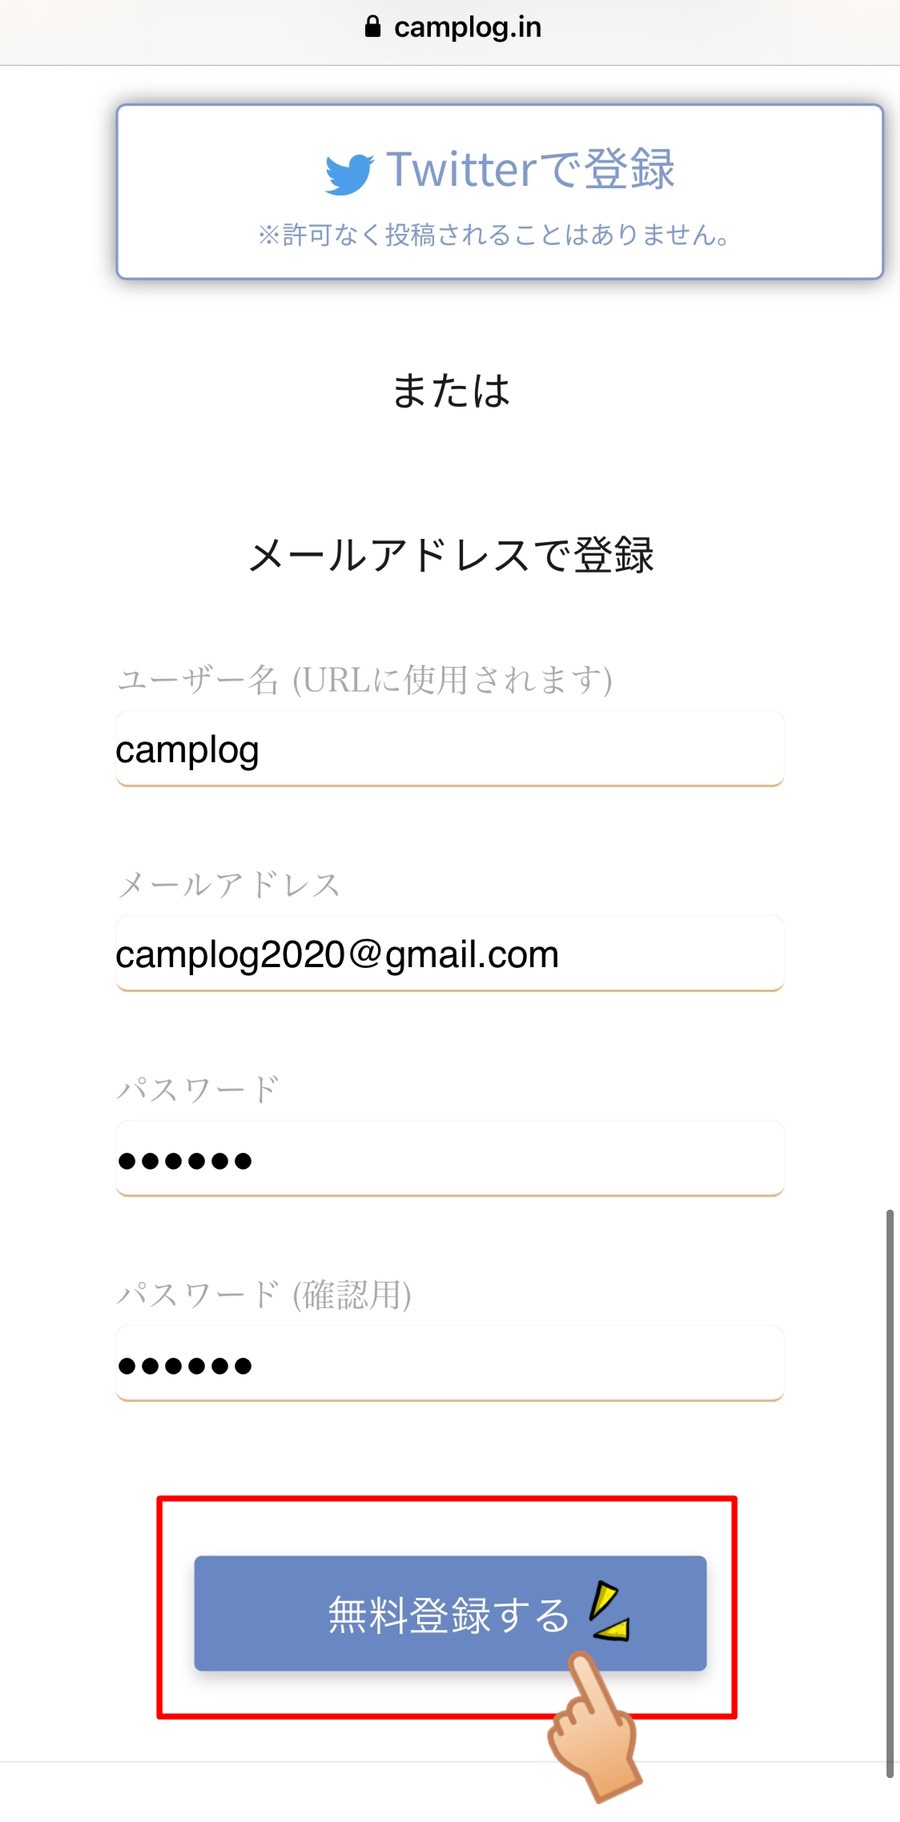 camplog.in
Twitterで登録
※許可なく投稿されることはありません。
または
メールアドレスで登録
ユーザー名 (URLに使用されます)
camplog
メールアドレス
camplog2020@gmail.com
パスワード
●●●●●●
パスワード (確認用)
●●●●●●
無料登録する